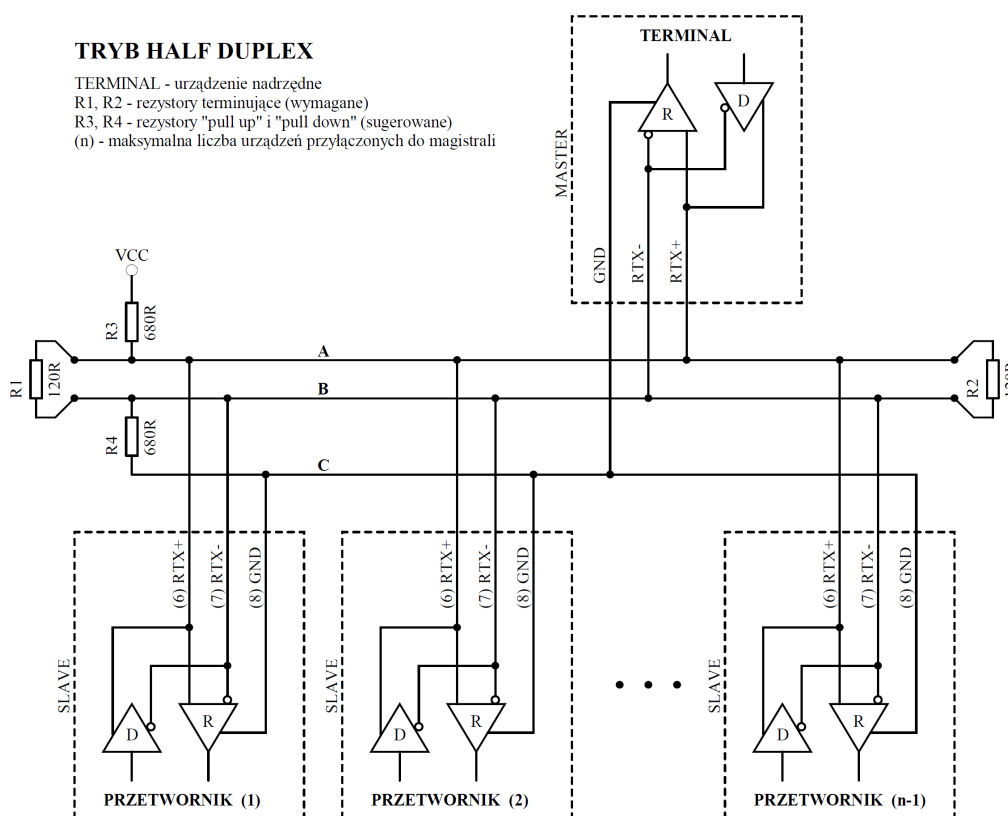 TRYB HALF DUPLEX
TERMINAL - urządzenie nadrzędne
R1, R2 - rezystory terminujące (wymagane)
R3, R4 - rezystory "pull up" i "pull down" (sugerowane)
(n) - maksymalna liczba urządzeń przyłączonych do magistrali
TERMINAL
R
D
MASTER
GND
RTX-
RTX+
VCC
R3
680R
A
R1
120R
B
R2
R4
680R
C
SLAVE
(6) RTX+
(7) RTX-
(8) GND
D
R
PRZETWORNIK (1)
SLAVE
(6) RTX+
(7) RTX-
(8) GND
D
R
PRZETWORNIK (2)
SLAVE
(6) RTX+
(7) RTX-
(8) GND
D
R
PRZETWORNIK (n-1)